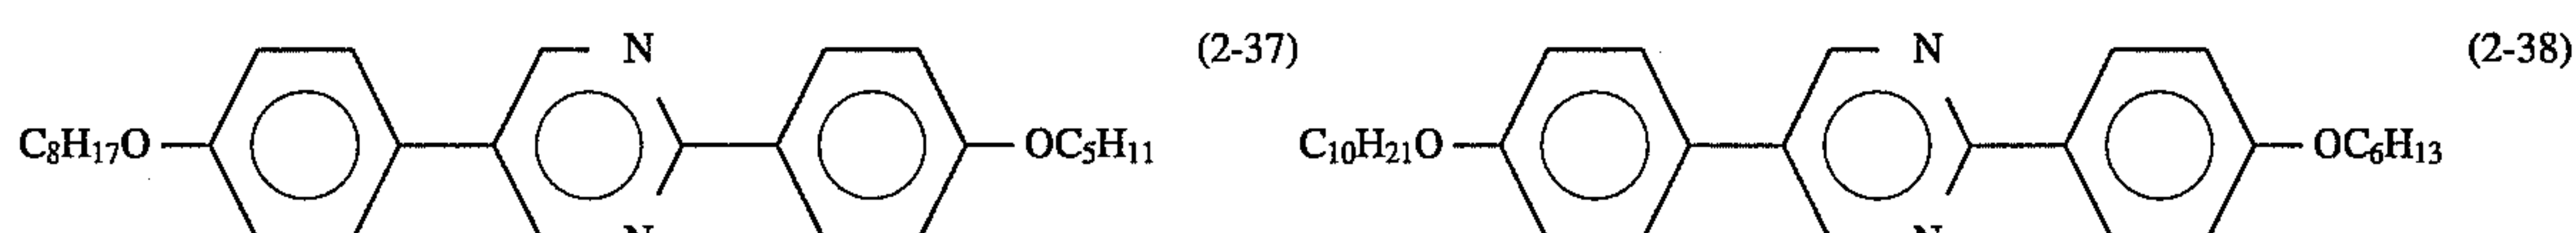 N (2-37) N (2-38)
C₈H₁₇O OC₅H₁₁ C₁₀H₂₁O OC₆H₁₃
N N